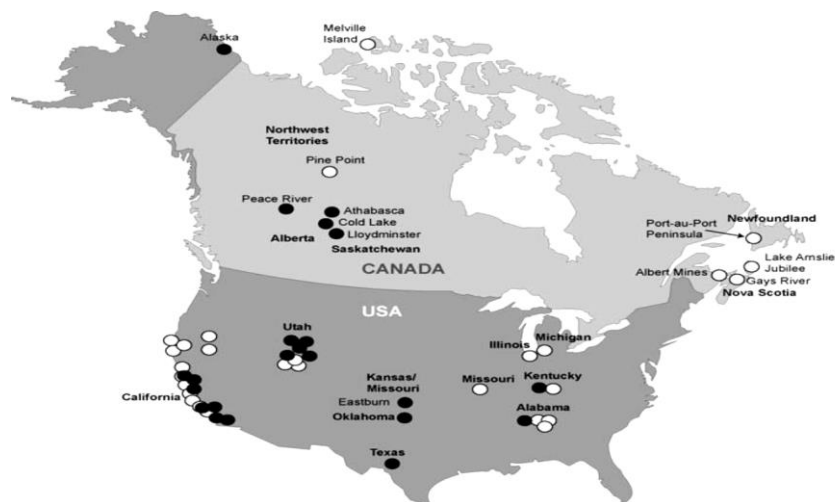 Alaska
Melville
Island
Northwest
Territories
Pine Point
Peace River
Athabasca
Cold Lake
Lloydminster
Alberta
Saskatchewan
CANADA
Newfoundland
Port-au-Port
Peninsula
Lake Amslie
Jubilee
Albert Mines
Gays River
Nova Scotia
USA
Utah
Michigan
Illinois
Kansas/
Missouri
Eastburn
Oklahoma
Missouri
Kentucky
Alabama
California
Texas